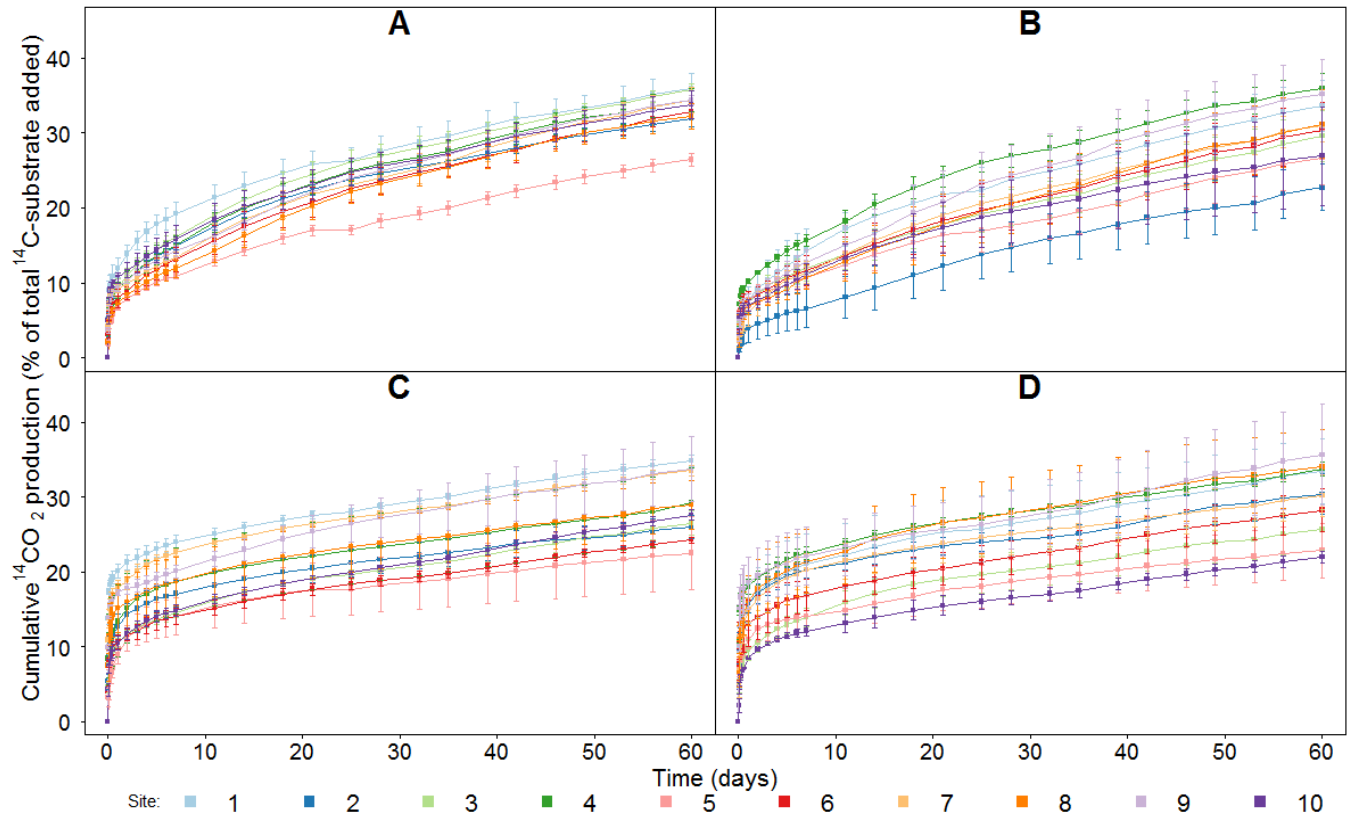 A B
40
30
20
10
0
C D
40
30
20
10
0
Cumulative ¹⁴CO ₂ production (% of total ¹⁴C-substrate added)
0 10 20 30 40 50 60 0 10 20 30 40 50 60
Time (days)
Site: 1 2 3 4 5 6 7 8 9 10